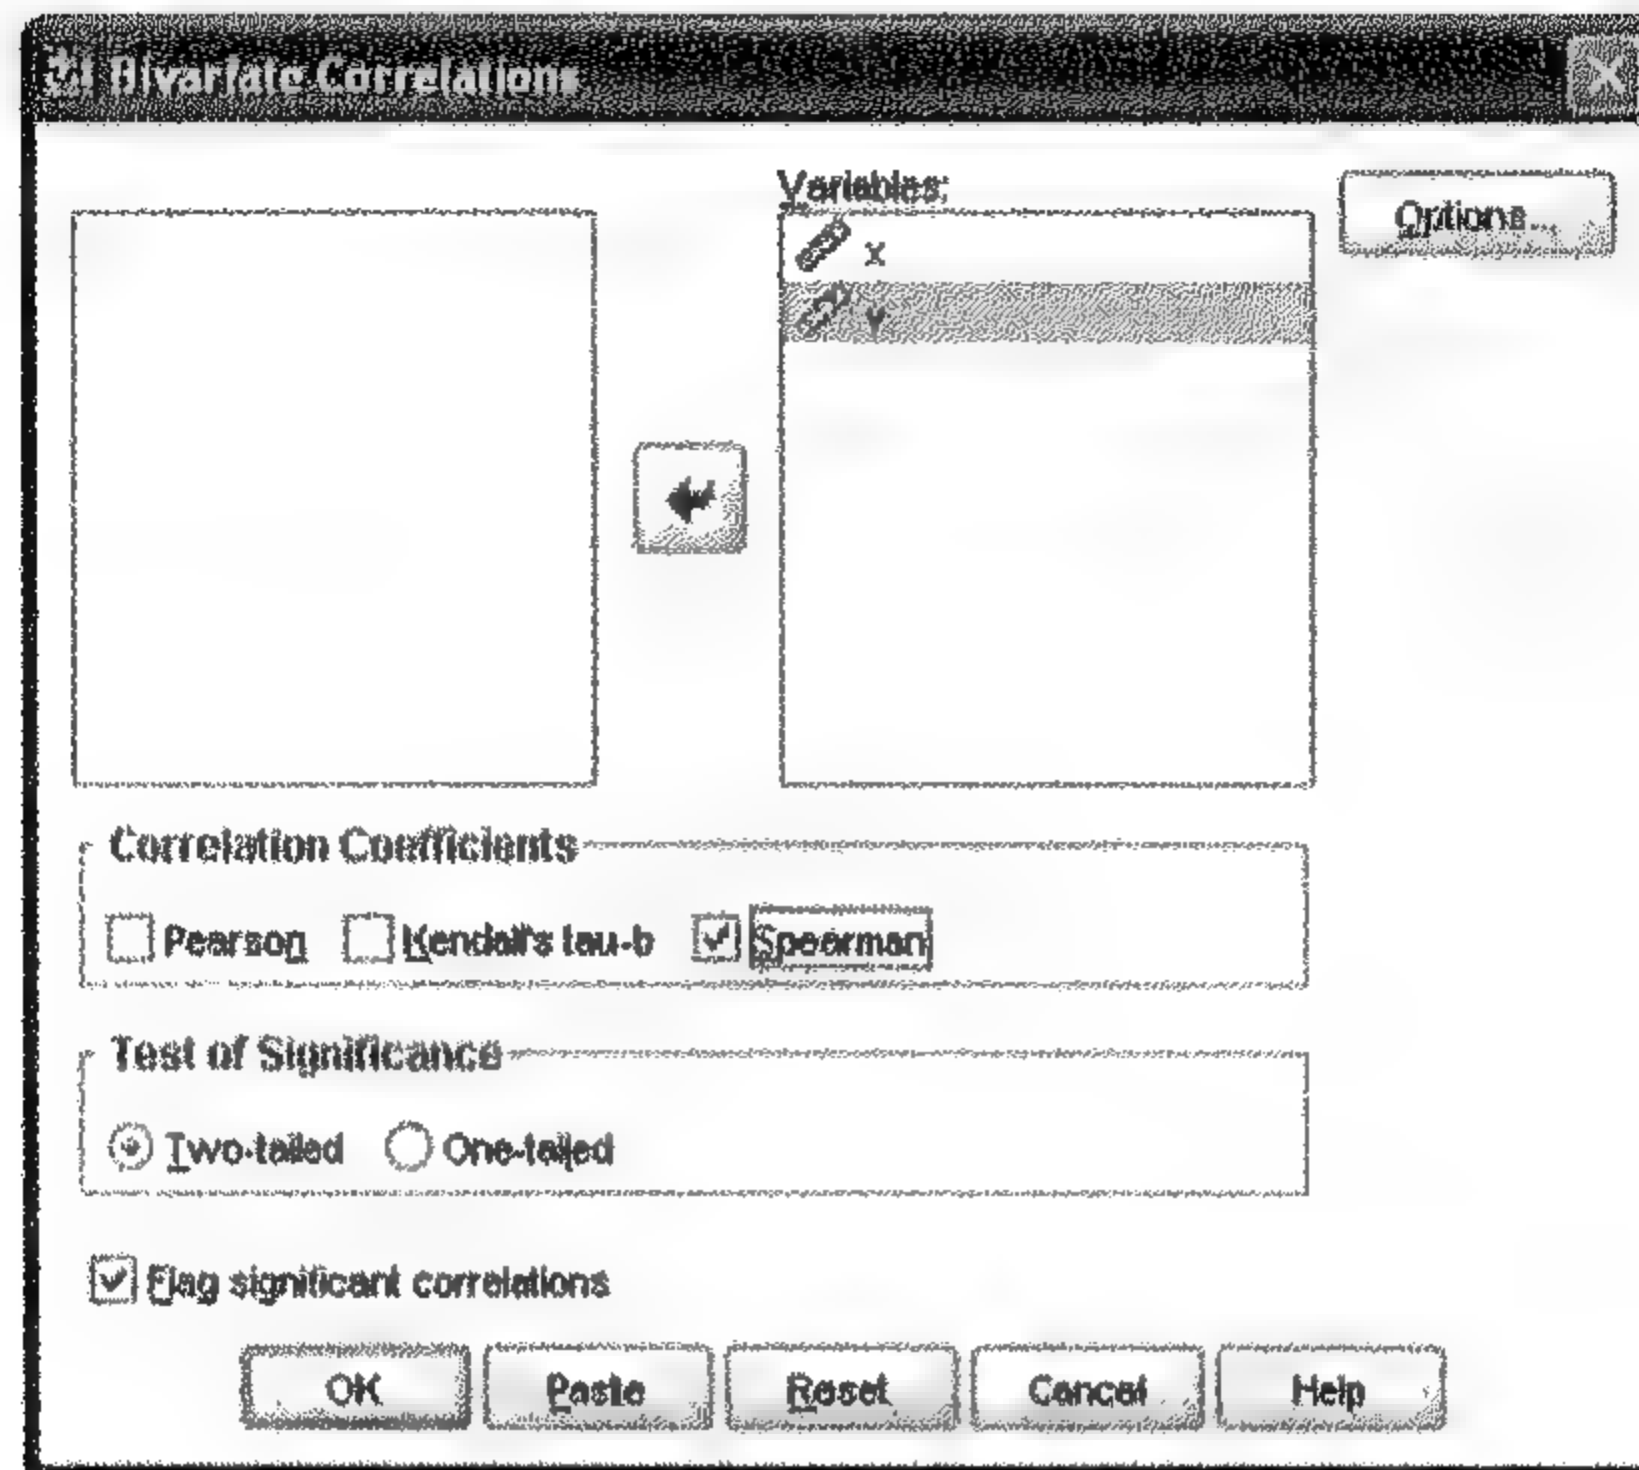 Bivariate Correlations
Variables:
Options...
x
y
Correlation Coefficients
Pearson Kendall's tau-b Spearman
Test of Significance
Two-tailed One-tailed
Flag significant correlations
OK Paste Reset Cancel Help